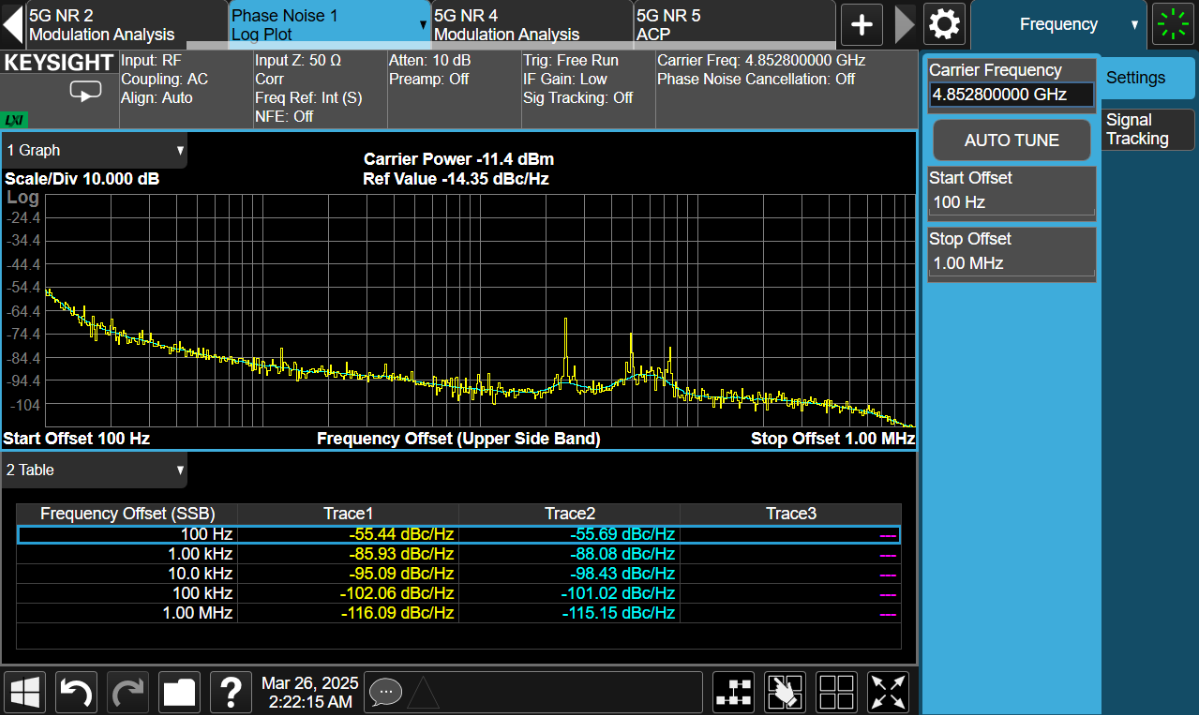 5G NR 2
Modulation Analysis
Phase Noise 1
Log Plot
5G NR 4
Modulation Analysis
5G NR 5
ACP
Frequency
KEYSIGHT
LXI
Input: RF
Coupling: AC
Align: Auto
Input Z: 50 Ω
Corr
Freq Ref: Int (S)
NFE: Off
Atten: 10 dB
Preamp: Off
Trig: Free Run
IF Gain: Low
Sig Tracking: Off
Carrier Freq: 4.852800000 GHz
Phase Noise Cancellation: Off
Carrier Frequency
4.852800000 GHz
AUTO TUNE
Start Offset
100 Hz
Stop Offset
1.00 MHz
Settings
Signal
Tracking
1 Graph
Scale/Div 10.000 dB
Carrier Power -11.4 dBm
Ref Value -14.35 dBc/Hz
Log
-24.4
-34.4
-44.4
-54.4
-64.4
-74.4
-84.4
-94.4
-104
Start Offset 100 Hz Frequency Offset (Upper Side Band) Stop Offset 1.00 MHz
2 Table
Frequency Offset (SSB) Trace1 Trace2 Trace3
100 Hz -55.44 dBc/Hz -55.69 dBc/Hz ---
1.00 kHz -85.93 dBc/Hz -88.08 dBc/Hz ---
10.0 kHz -95.09 dBc/Hz -98.43 dBc/Hz ---
100 kHz -102.06 dBc/Hz -101.02 dBc/Hz ---
1.00 MHz -116.09 dBc/Hz -115.15 dBc/Hz ---
?
Mar 26, 2025
2:22:15 AM